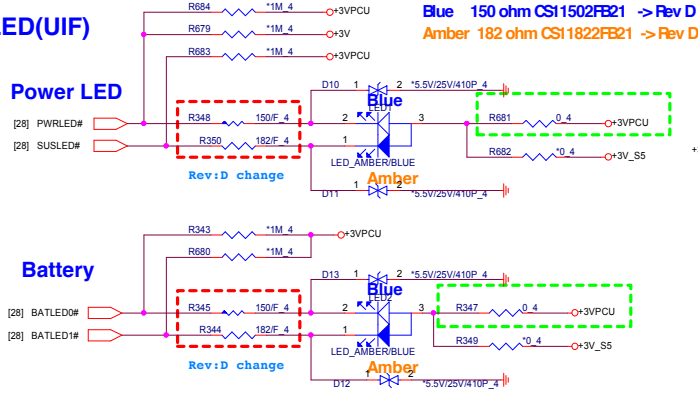 LED(UIF)
Blue 150 ohm CS11502FB21 -> Rev D
Amber 182 ohm CS11822FB21 -> Rev D
R684 *1M_4 +3VPCU
R679 *1M_4 +3V
R683 *1M_4 +3VPCU
Power LED
D10 1 2 *5.5V/25V/410P_4
Blue
LED1
[28] PWRLED# R348 150/F_4 2 3 R681 0_4 +3VPCU
[28] SUSLED# R350 182/F_4 1 R682 *0_4 +3V_S5
LED_AMBER/BLUE
Rev:D change
Amber
D11 1 2 *5.5V/25V/410P_4
R343 *1M_4 +3VPCU
R680 *1M_4
Battery
D13 1 2 *5.5V/25V/410P_4
Blue
LED2
[28] BATLED0# R345 150/F_4 2 3 R347 0_4 +3VPCU
[28] BATLED1# R344 182/F_4 1 R349 *0_4 +3V_S5
LED_AMBER/BLUE
Rev:D change
Amber
D12 1 2 *5.5V/25V/410P_4
+